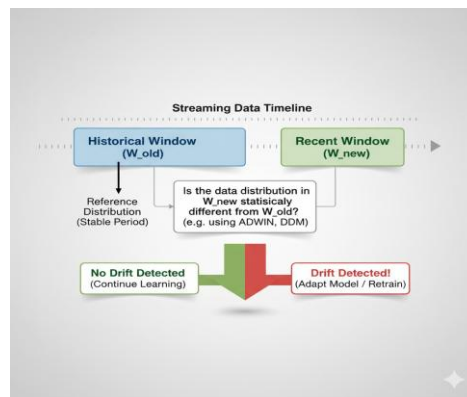 Streaming Data Timeline
Historical Window
(W_old)
Recent Window
(W_new)
Reference
Distribution
(Stable Period)
Is the data distribution in
W_new statisicaly
different from W_old?
(e.g. using ADWIN, DDM)
No Drift Detected
(Continue Learning)
Drift Detected!
(Adapt Model / Retrain)